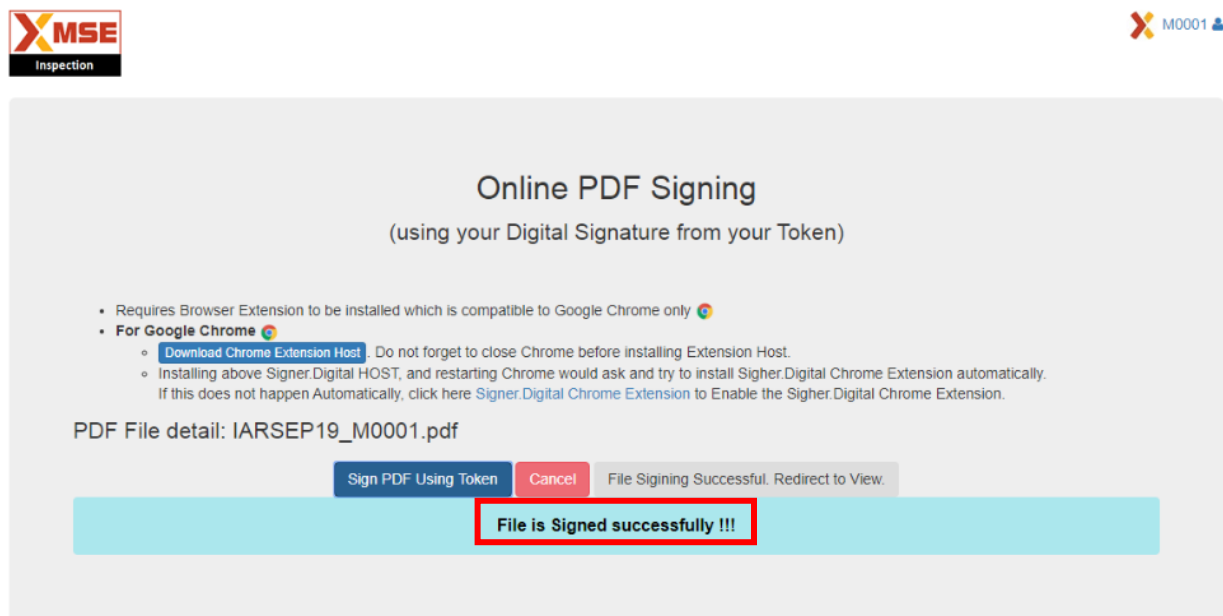 XMSE
Inspection
M0001
Online PDF Signing
(using your Digital Signature from your Token)
Requires Browser Extension to be installed which is compatible to Google Chrome only
For Google Chrome
Download Chrome Extension Host . Do not forget to close Chrome before installing Extension Host.
Installing above Signer.Digital HOST, and restarting Chrome would ask and try to install Sigher.Digital Chrome Extension automatically.
If this does not happen Automatically, click here Signer.Digital Chrome Extension to Enable the Sigher.Digital Chrome Extension.
PDF File detail: IARSEP19_M0001.pdf
Sign PDF Using Token Cancel File Sigining Successful. Redirect to View.
File is Signed successfully !!!